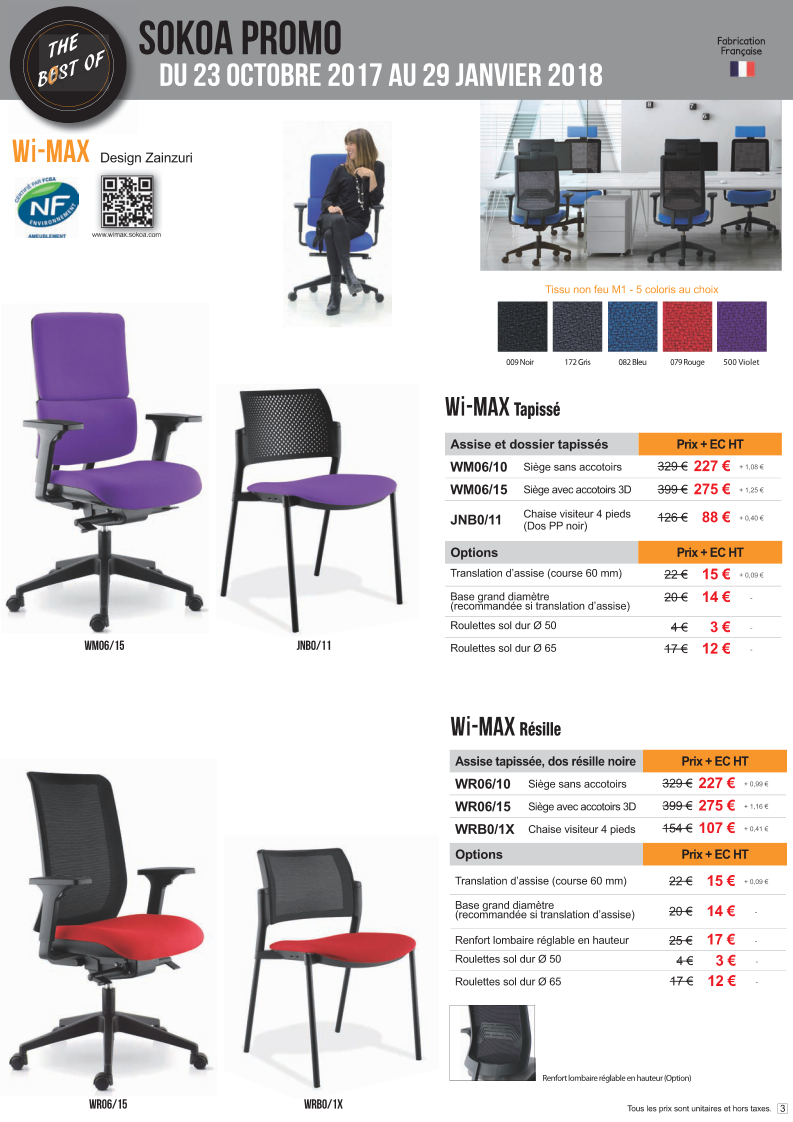 THE
BEST OF
SOKOA PROMO
DU 23 OCTOBRE 2017 AU 29 JANVIER 2018
Fabrication
Française
Wi-MAX Design Zainzuri
CERTIFIÉ PAR FCBA
NF
ENVIRONNEMENT
AMEUBLEMENT
www.wimax.sokoa.com
Tissu non feu M1 - 5 coloris au choix
009 Noir 172 Gris 082 Bleu 079 Rouge 500 Violet
Wi-MAX Tapissé
Assise et dossier tapissés Prix + EC HT
WM06/10 Siège sans accotoirs 329 € 227 € + 1,08 €
WM06/15 Siège avec accotoirs 3D 399 € 275 € + 1,25 €
JNB0/11 Chaise visiteur 4 pieds 126 € 88 € + 0,40 €
(Dos PP noir)
Options Prix + EC HT
Translation d’assise (course 60 mm) 22 € 15 € + 0,09 €
Base grand diamètre 20 € 14 € -
(recommandée si translation d’assise)
Roulettes sol dur Ø 50 4 € 3 € -
Roulettes sol dur Ø 65 17 € 12 € -
WM06/15 JNB0/11
Wi-MAX Résille
Assise tapissée, dos résille noire Prix + EC HT
WR06/10 Siège sans accotoirs 329 € 227 € + 0,99 €
WR06/15 Siège avec accotoirs 3D 399 € 275 € + 1,16 €
WRB0/1X Chaise visiteur 4 pieds 154 € 107 € + 0,41 €
Options Prix + EC HT
Translation d’assise (course 60 mm) 22 € 15 € + 0,09 €
Base grand diamètre 20 € 14 € -
(recommandée si translation d’assise)
Renfort lombaire réglable en hauteur 25 € 17 € -
Roulettes sol dur Ø 50 4 € 3 € -
Roulettes sol dur Ø 65 17 € 12 € -
Renfort lombaire réglable en hauteur (Option)
WR06/15 WRB0/1X
Tous les prix sont unitaires et hors taxes. 3